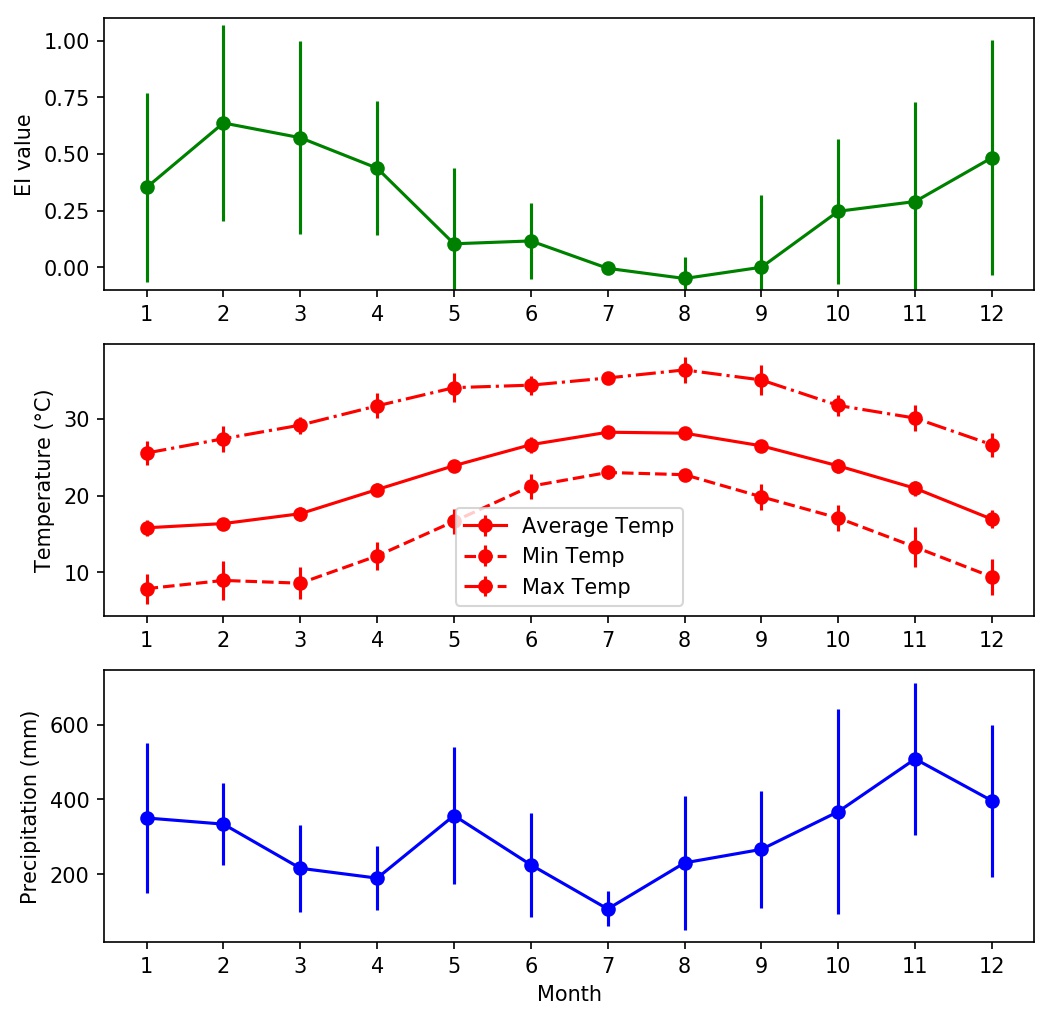 EI value
1.00
0.75
0.50
0.25
0.00
1 2 3 4 5 6 7 8 9 10 11 12
Temperature (°C)
30
20
10
Average Temp
Min Temp
Max Temp
1 2 3 4 5 6 7 8 9 10 11 12
Precipitation (mm)
600
400
200
1 2 3 4 5 6 7 8 9 10 11 12
Month